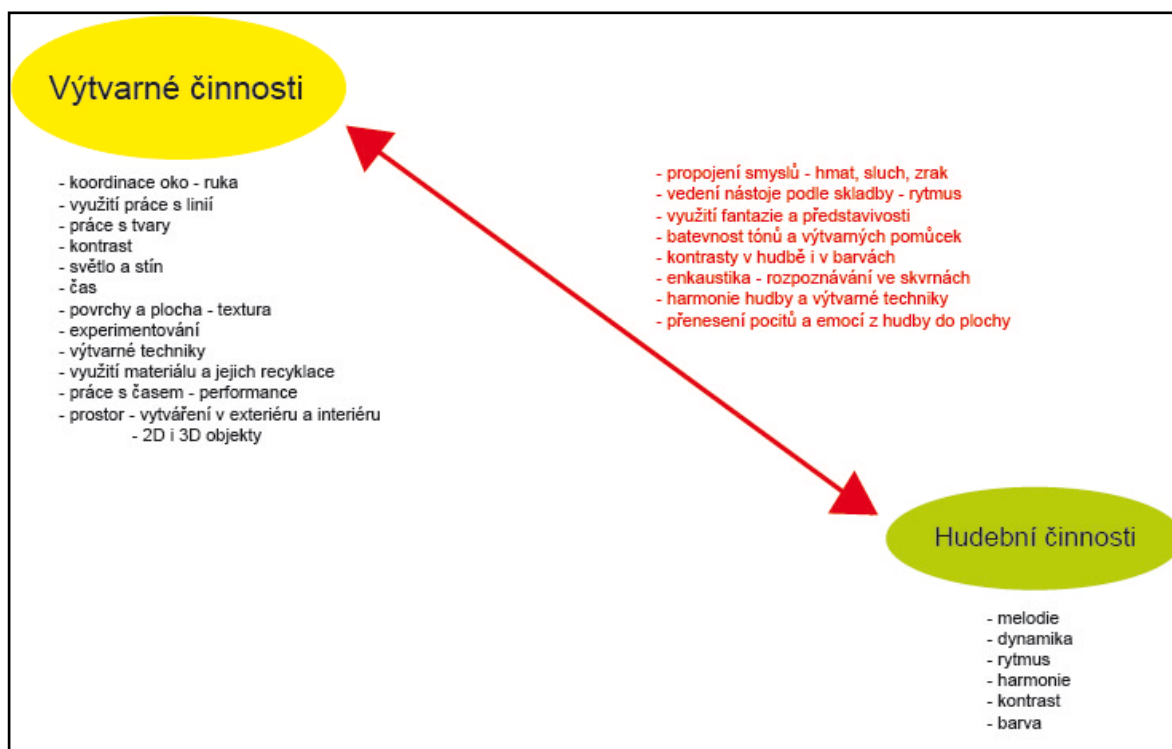 Výtvarné činnosti
- koordinace oko - ruka
- využití práce s linií
- práce s tvary
- kontrast
- světlo a stín
- čas
- povrchy a plocha - textura
- experimentování
- výtvarné techniky
- využití materiálu a jejich recyklace
- práce s časem - performance
- prostor - vytváření v exteriéru a interiéru
- 2D i 3D objekty
- propojení smyslů - hmat, sluch, zrak
- vedení nástoje podle skladby - rytmus
- využití fantazie a představivosti
- batevnost tónů a výtvarných pomůcek
- kontrasty v hudbě i v barvách
- enkaustika - rozpoznávání ve skvrnách
- harmonie hudby a výtvarné techniky
- přenesení pocitů a emocí z hudby do plochy
Hudební činnosti
- melodie
- dynamika
- rytmus
- harmonie
- kontrast
- barva